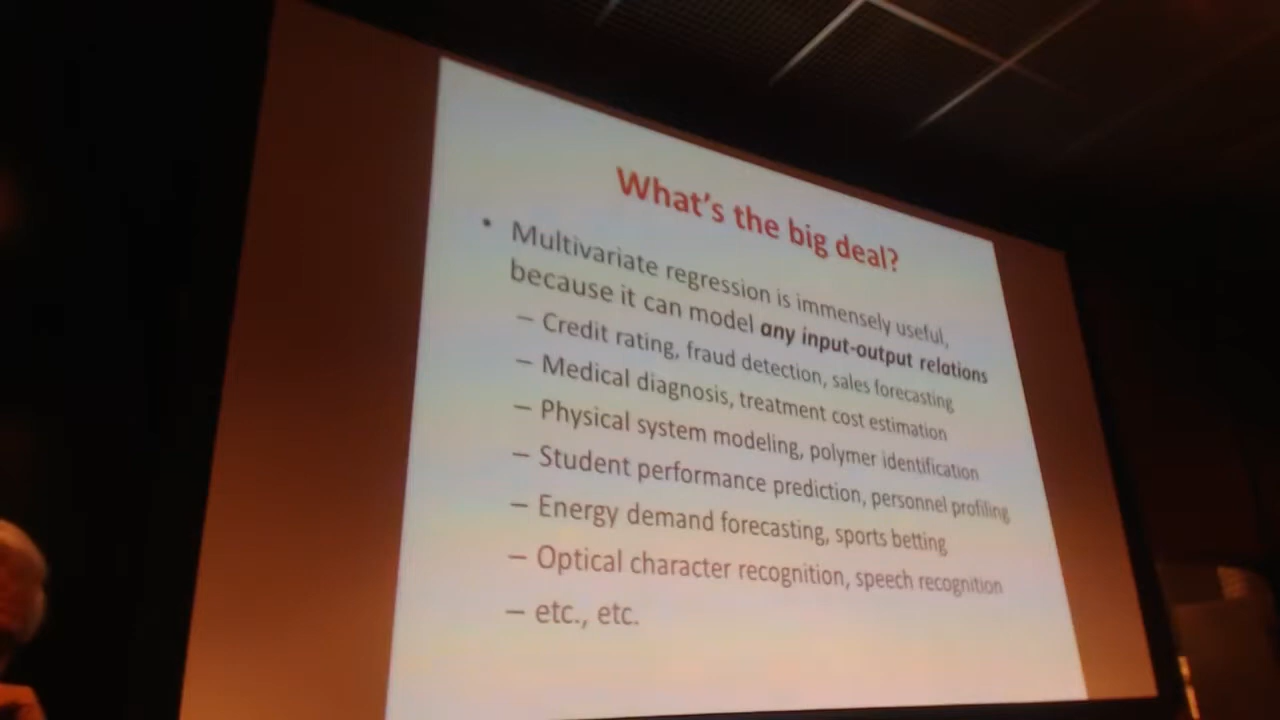 What's the big deal?
• Multivariate regression is immensely useful,
because it can model any input-output relations
– Credit rating, fraud detection, sales forecasting
– Medical diagnosis, treatment cost estimation
– Physical system modeling, polymer identification
– Student performance prediction, personnel profiling
– Energy demand forecasting, sports betting
– Optical character recognition, speech recognition
– etc., etc.